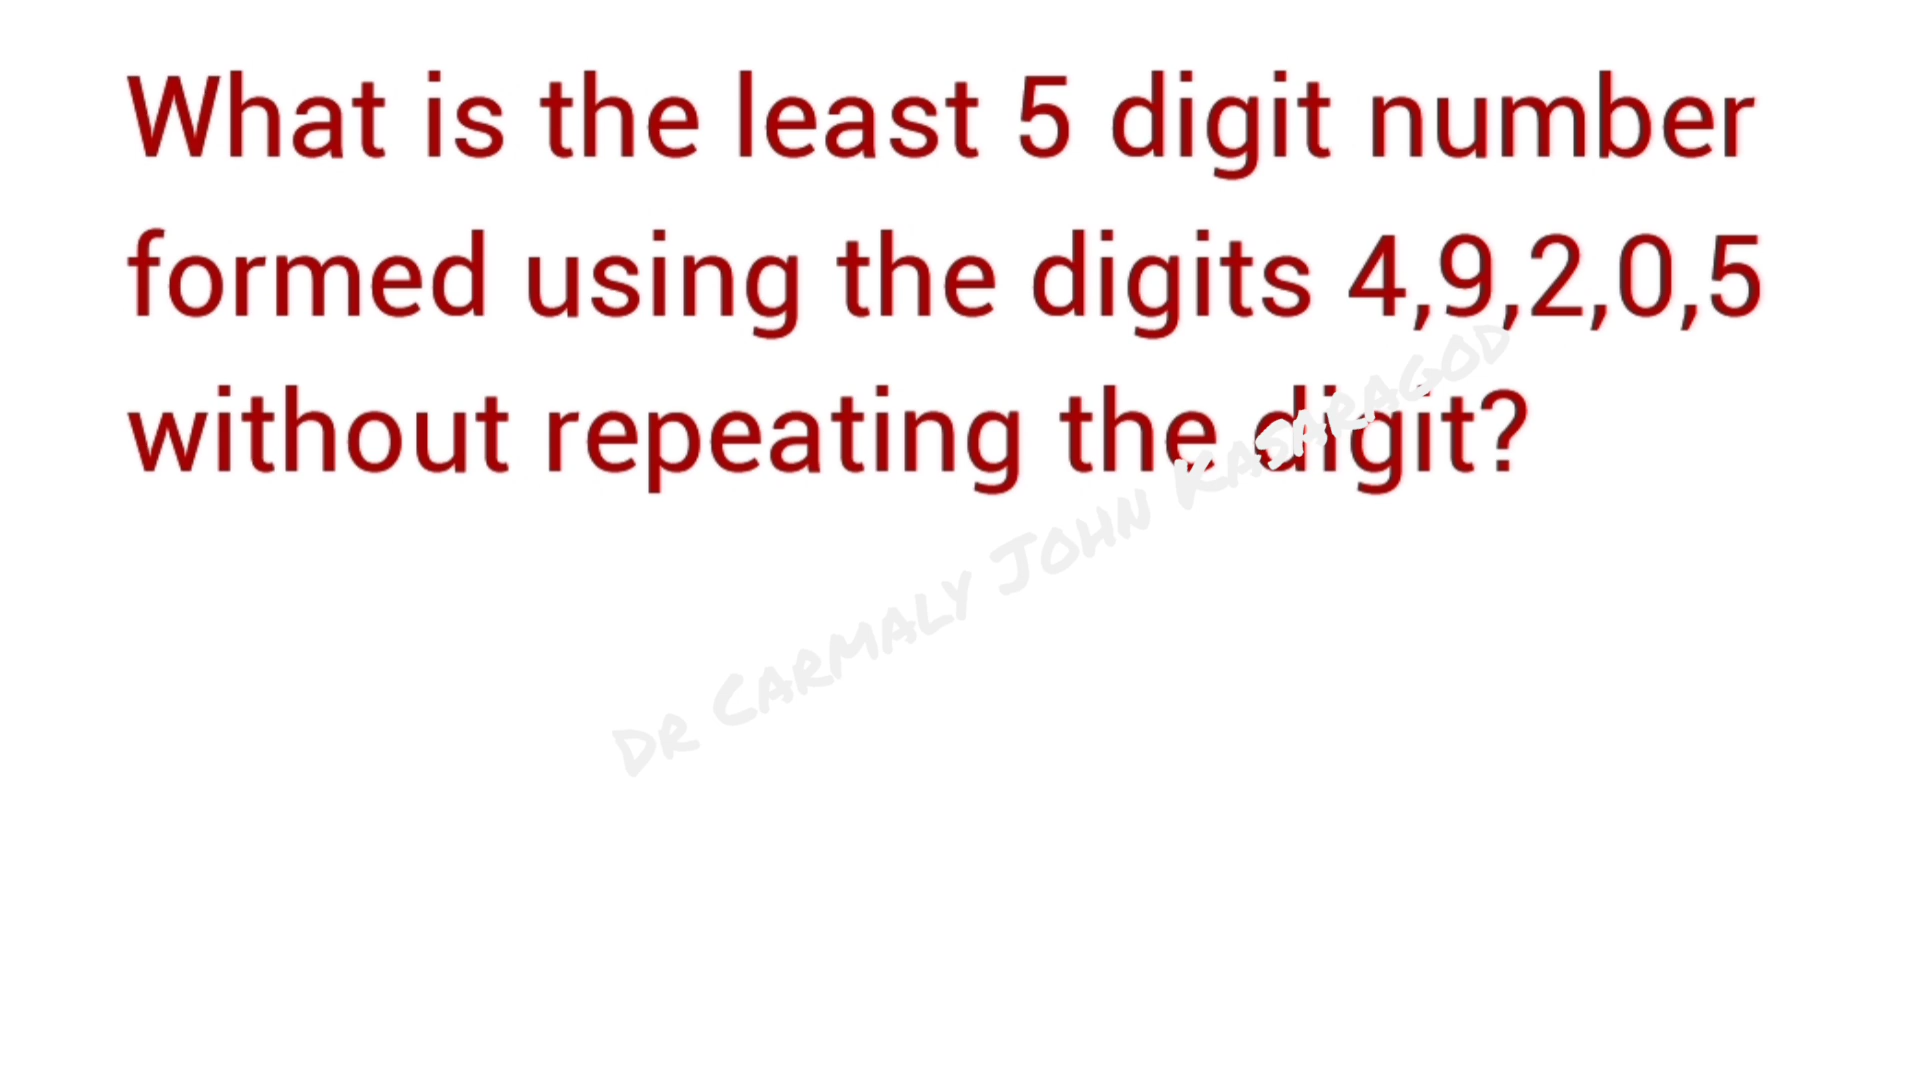 What is the least 5 digit number
formed using the digits 4,9,2,0,5
without repeating the digit?
Dr Carmaly John Kasaragod